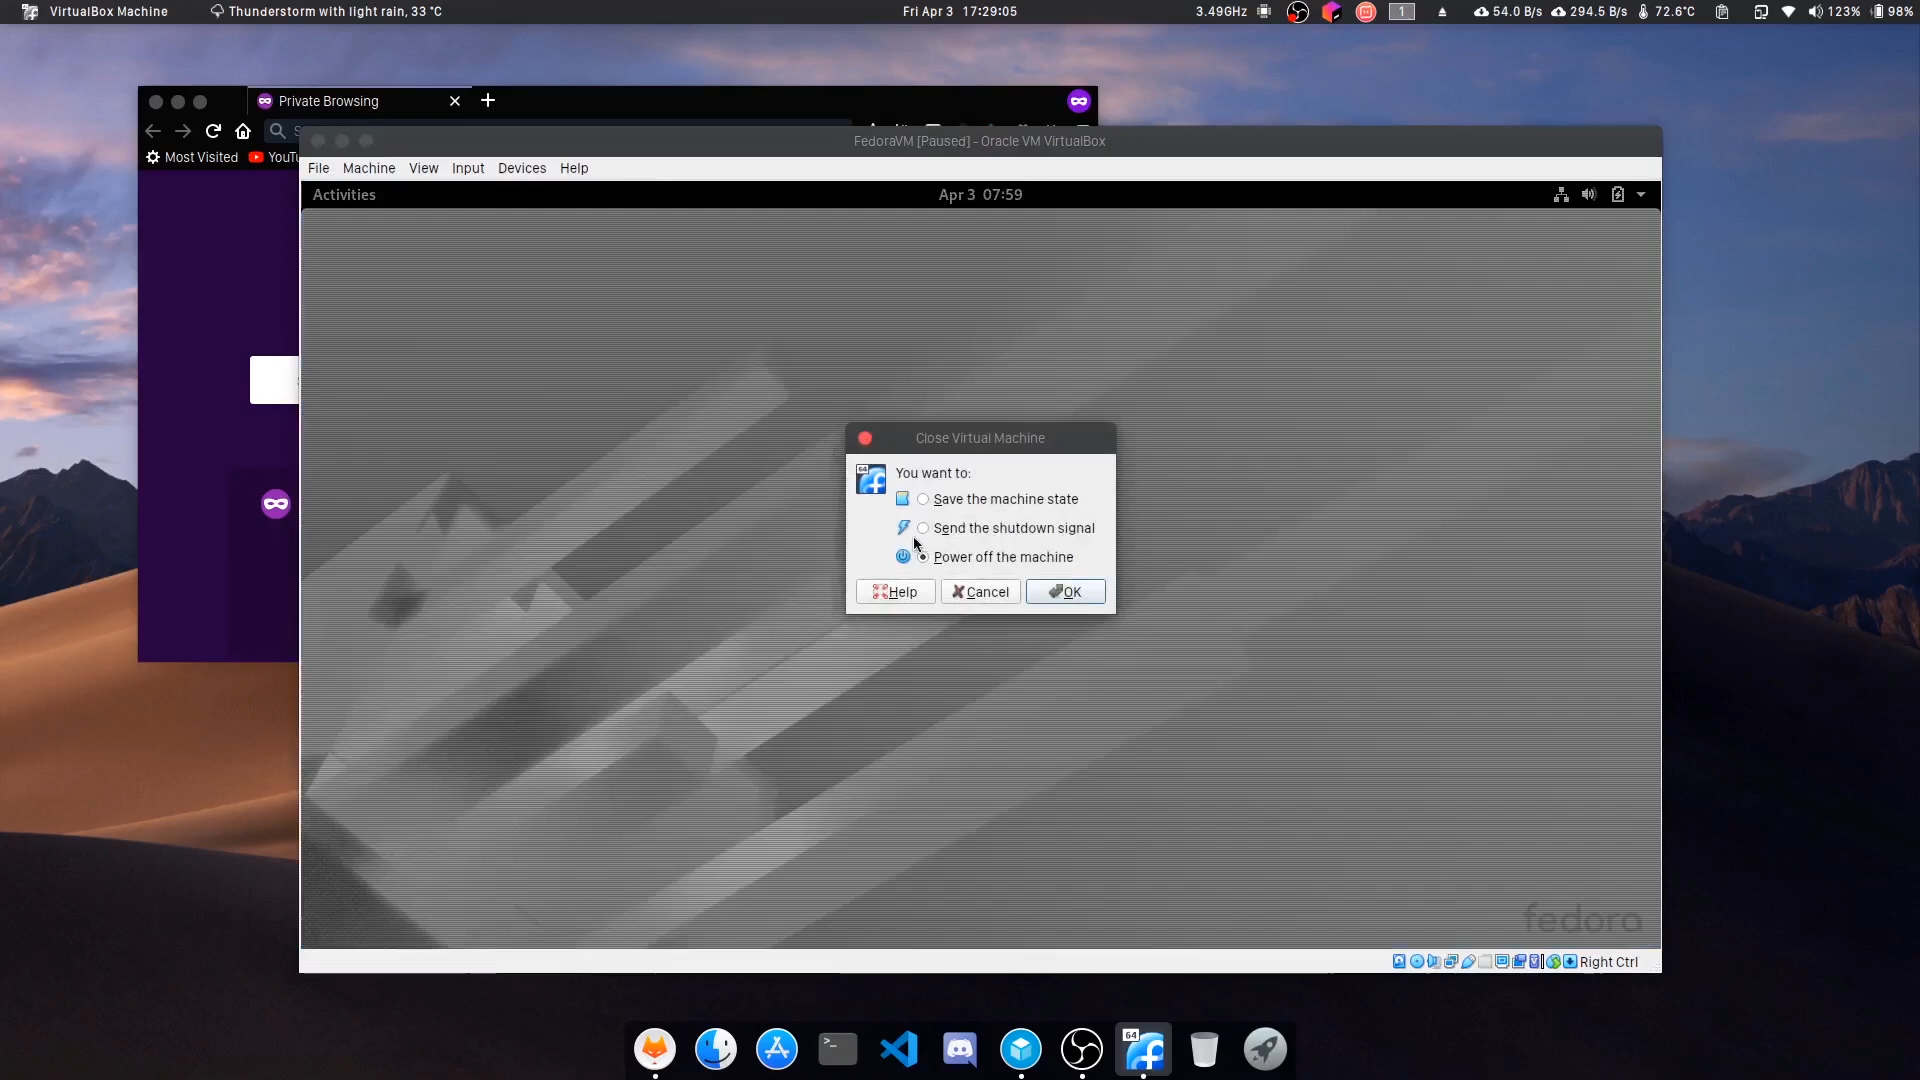 VirtualBox Machine
Thunderstorm with light rain, 33 °C
Fri Apr 3 17:29:05
3.49GHz
1
54.0 B/s
294.5 B/s
72.6°C
123%
98%
Private Browsing
Most Visited
YouTu
FedoraVM [Paused] - Oracle VM VirtualBox
File Machine View Input Devices Help
Activities
Apr 3 07:59
Close Virtual Machine
64
You want to:
Save the machine state
Send the shutdown signal
Power off the machine
Help
Cancel
OK
fedora
Right Ctrl
>_
64